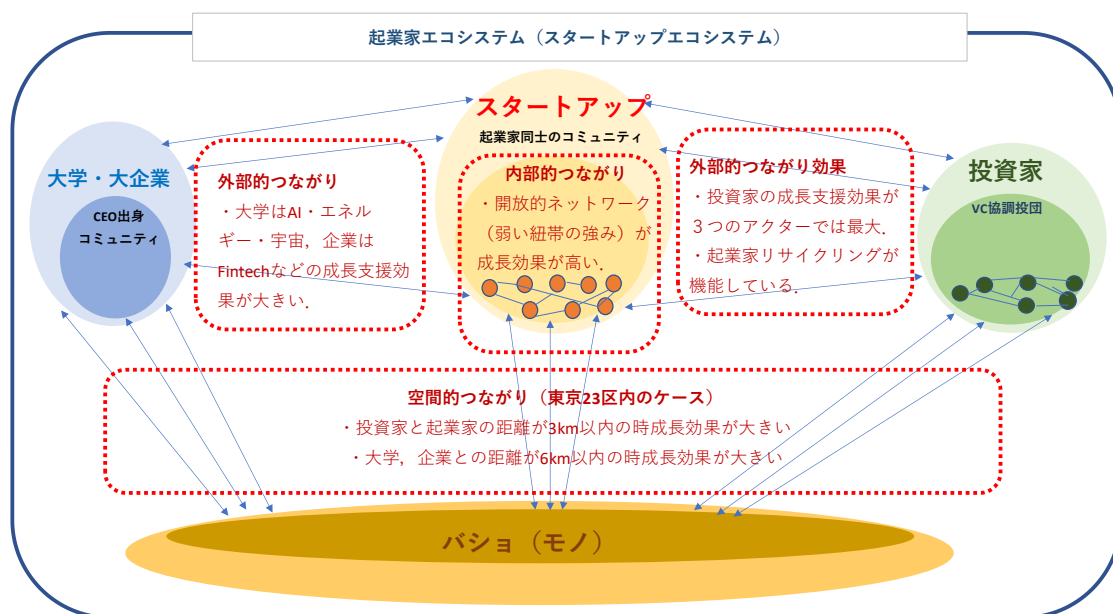 起業家エコシステム（スタートアップエコシステム）
スタートアップ
起業家同士のコミュニティ
大学・大企業
CEO出身
コミュニティ
外部的つながり
・大学はAI・エネル
ギー・宇宙，企業は
Fintechなどの成長支援効
果が大きい．
内部的つながり
・開放的ネットワーク
（弱い紐帯の強み）が
成長効果が高い．
外部的つながり効果
・投資家の成長支援効果が
３つのアクターでは最大．
・起業家リサイクリングが
機能している．
投資家
VC協調投団
空間的つながり（東京23区内のケース）
・投資家と起業家の距離が3km以内の時成長効果が大きい
・大学，企業との距離が6km以内の時成長効果が大きい
バショ（モノ）